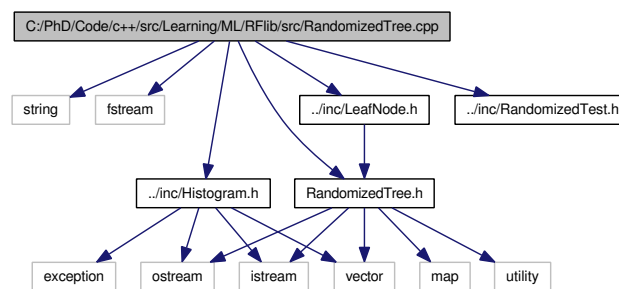 C:/PhD/Code/c++/src/Learning/ML/RFlib/src/RandomizedTree.cpp
string
fstream
../inc/LeafNode.h
../inc/RandomizedTest.h
../inc/Histogram.h
RandomizedTree.h
exception
ostream
istream
vector
map
utility